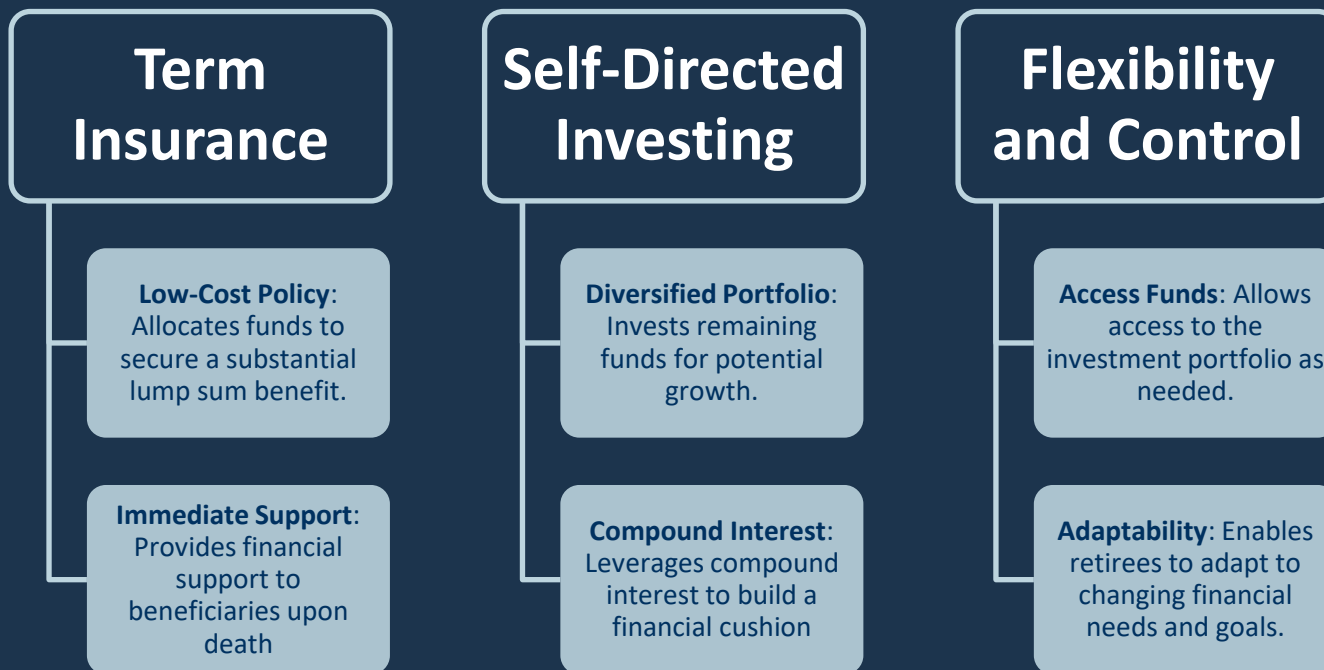 Term
Insurance
Low-Cost Policy:
Allocates funds to
secure a substantial
lump sum benefit.
Immediate Support:
Provides financial
support to
beneficiaries upon
death
Self-Directed
Investing
Diversified Portfolio:
Invests remaining
funds for potential
growth.
Compound Interest:
Leverages compound
interest to build a
financial cushion
Flexibility
and Control
Access Funds: Allows
access to the
investment portfolio as
needed.
Adaptability: Enables
retirees to adapt to
changing financial
needs and goals.